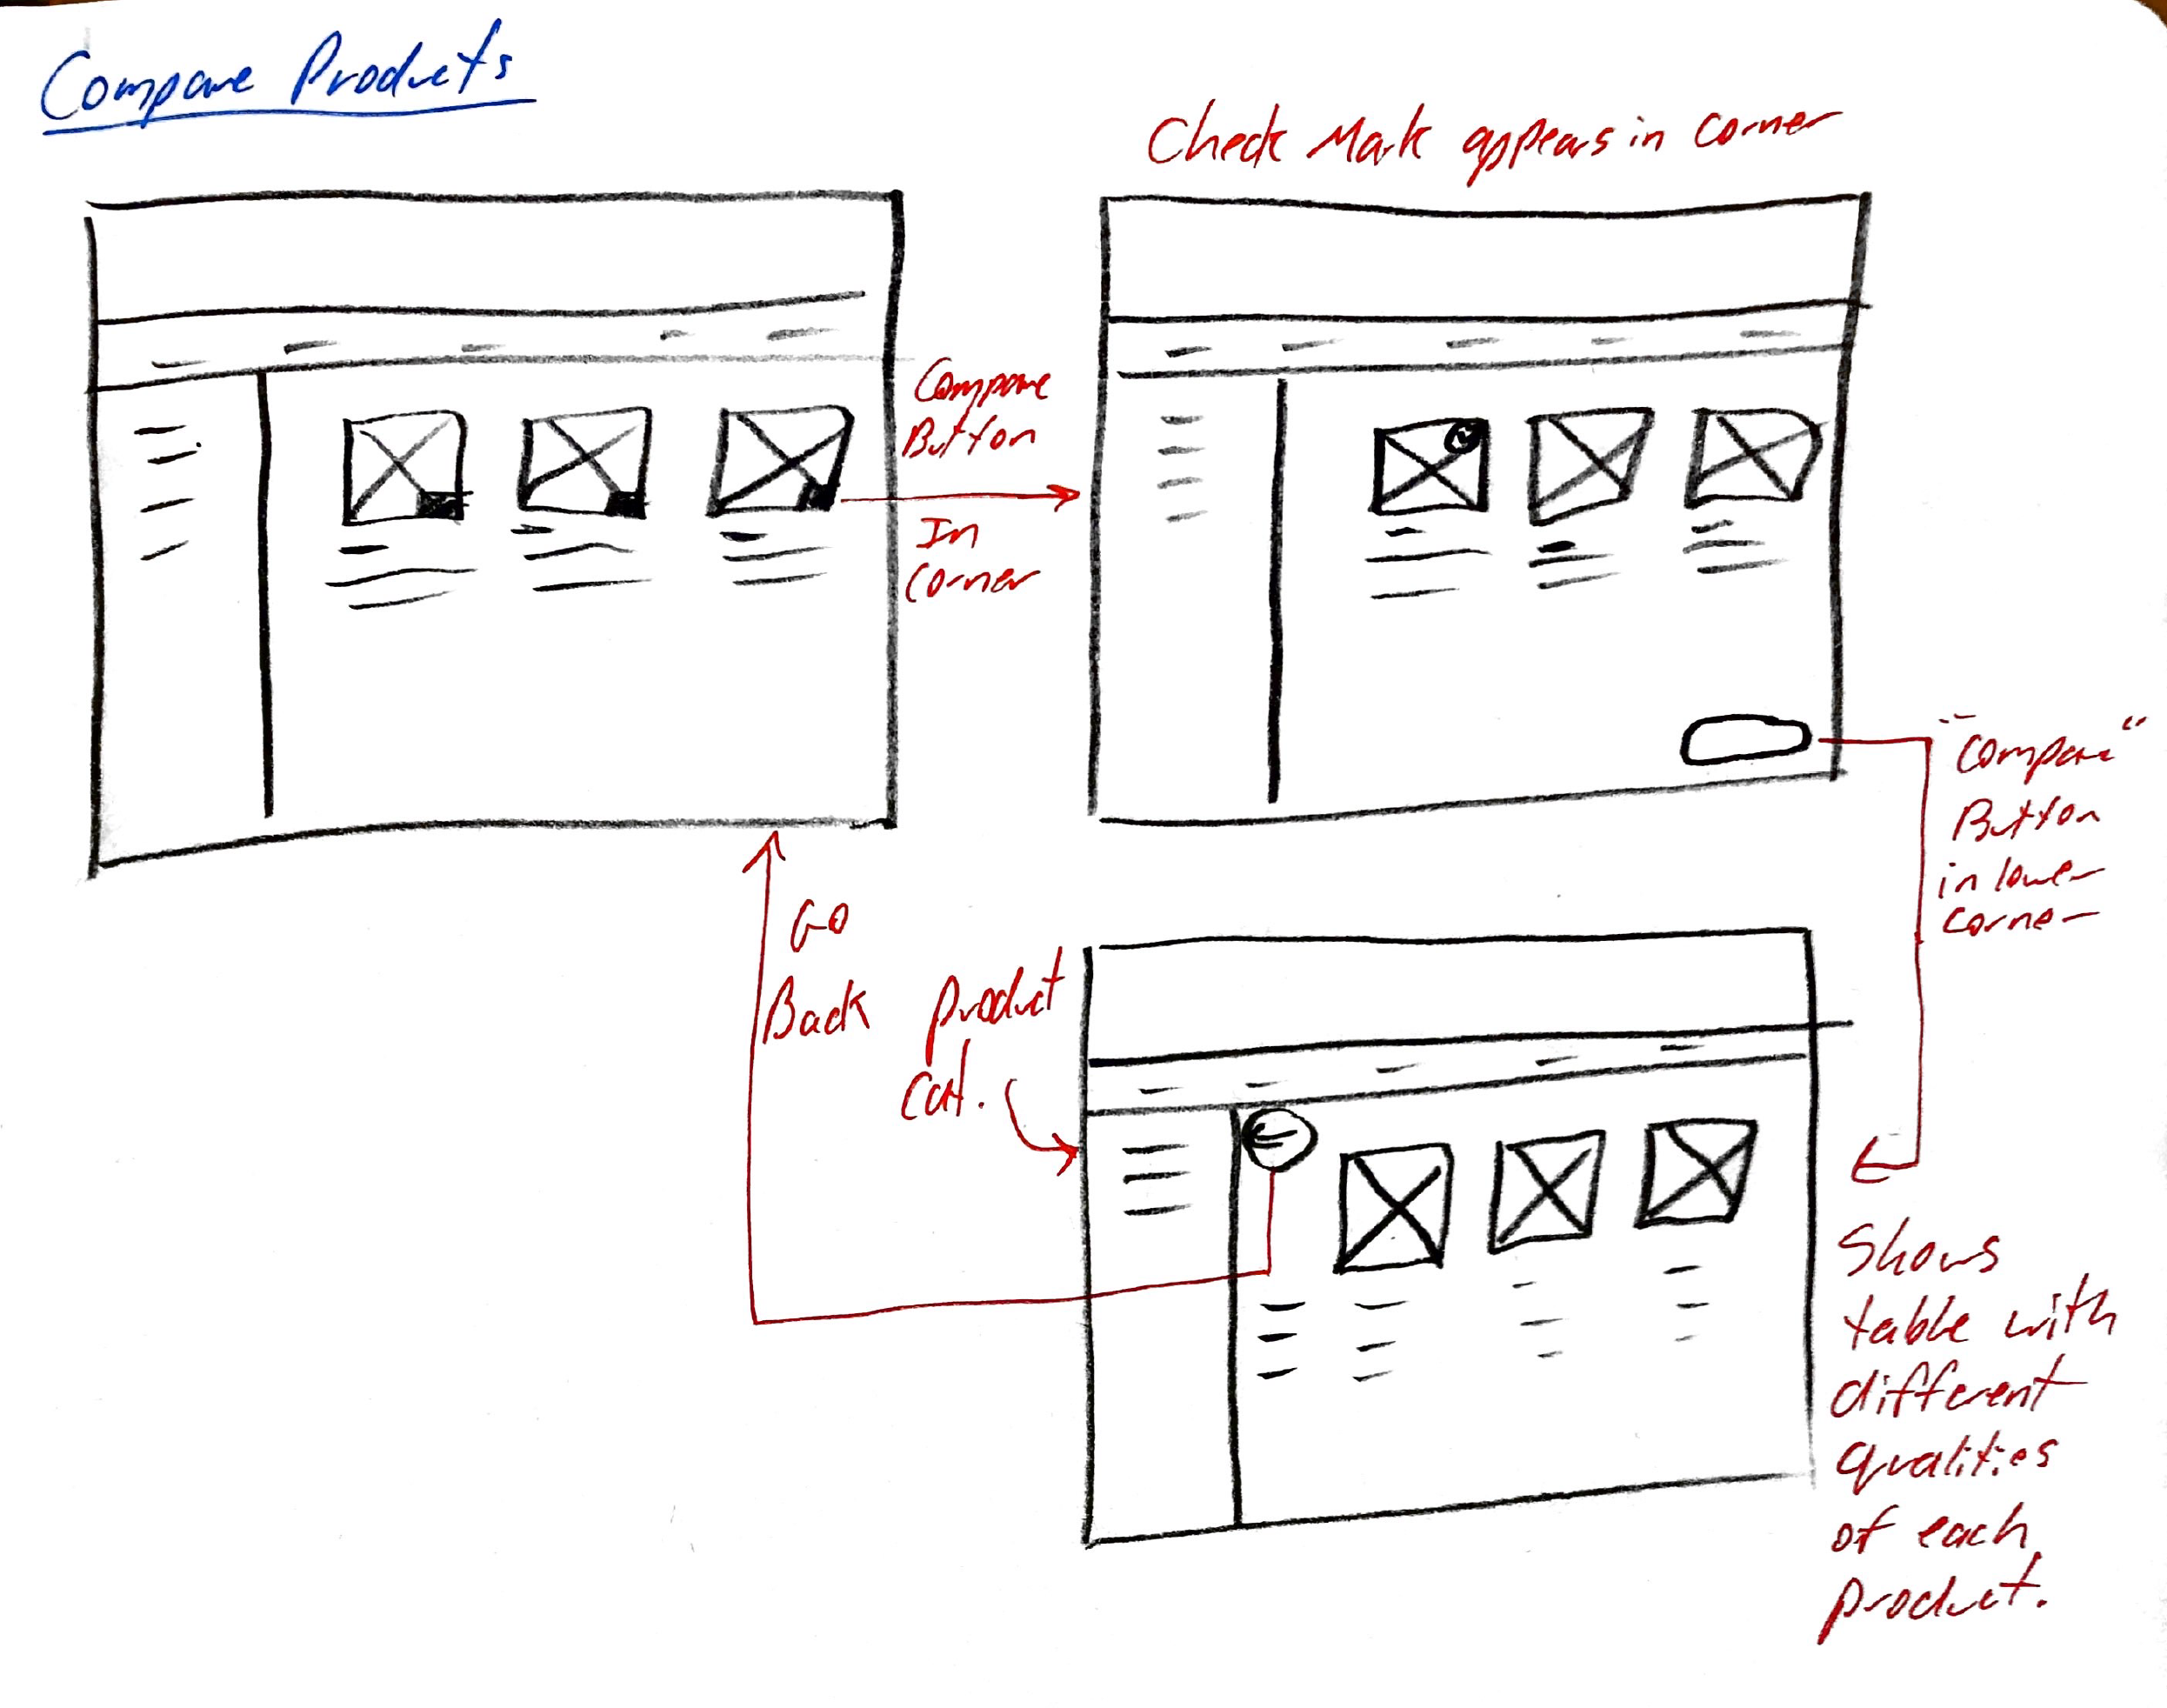 Compare Products
Check Mark appears in corner
Compare
Button
In
Corner
"Compare"
Button
in lower
corner
Go
Back
Product
Cat.
Shows
table with
different
qualities
of each
product.